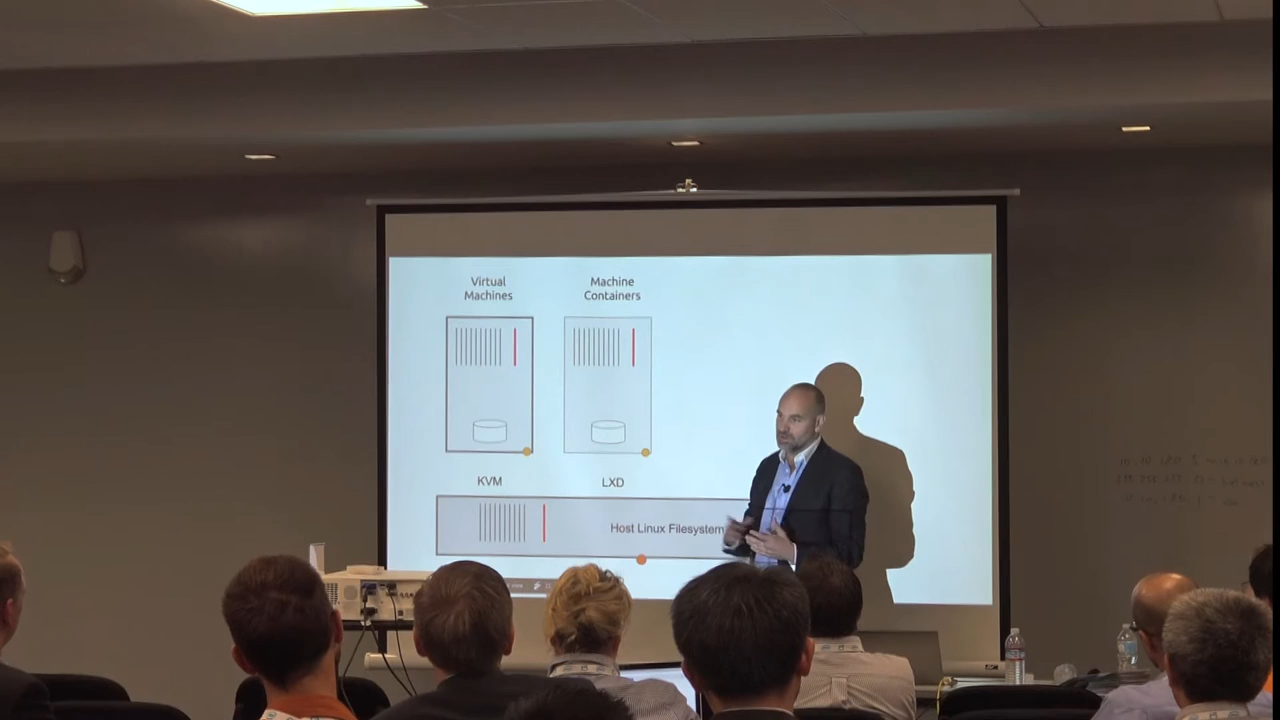 Virtual
Machines
Machine
Containers
KVM
LXD
Host Linux Filesystem